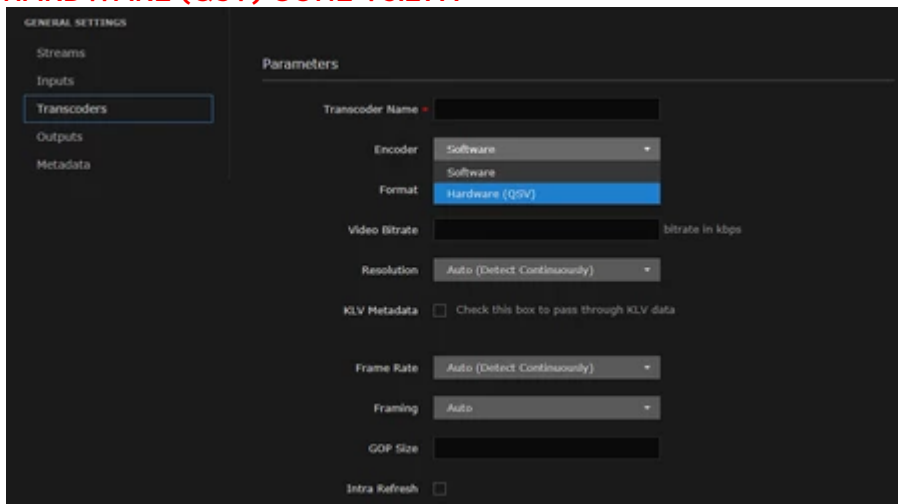 GENERAL SETTINGS
Streams
Inputs
Transcoders
Outputs
Metadata
Parameters
Transcoder Name *
Encoder
Software
Software
Hardware (QSV)
Format
Video Bitrate
bitrate in kbps
Resolution
Auto (Detect Continuously)
KLV Metadata
Check this box to pass through KLV data
Frame Rate
Auto (Detect Continuously)
Framing
Auto
GOP Size
Intra Refresh